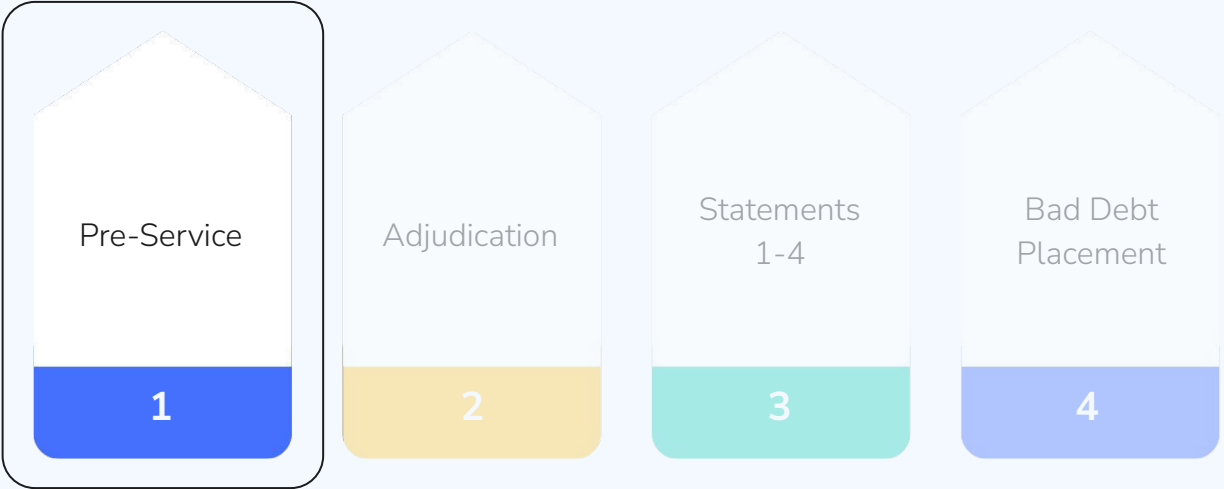 Pre-Service
1
Adjudication
2
Statements
1-4
3
Bad Debt
Placement
4